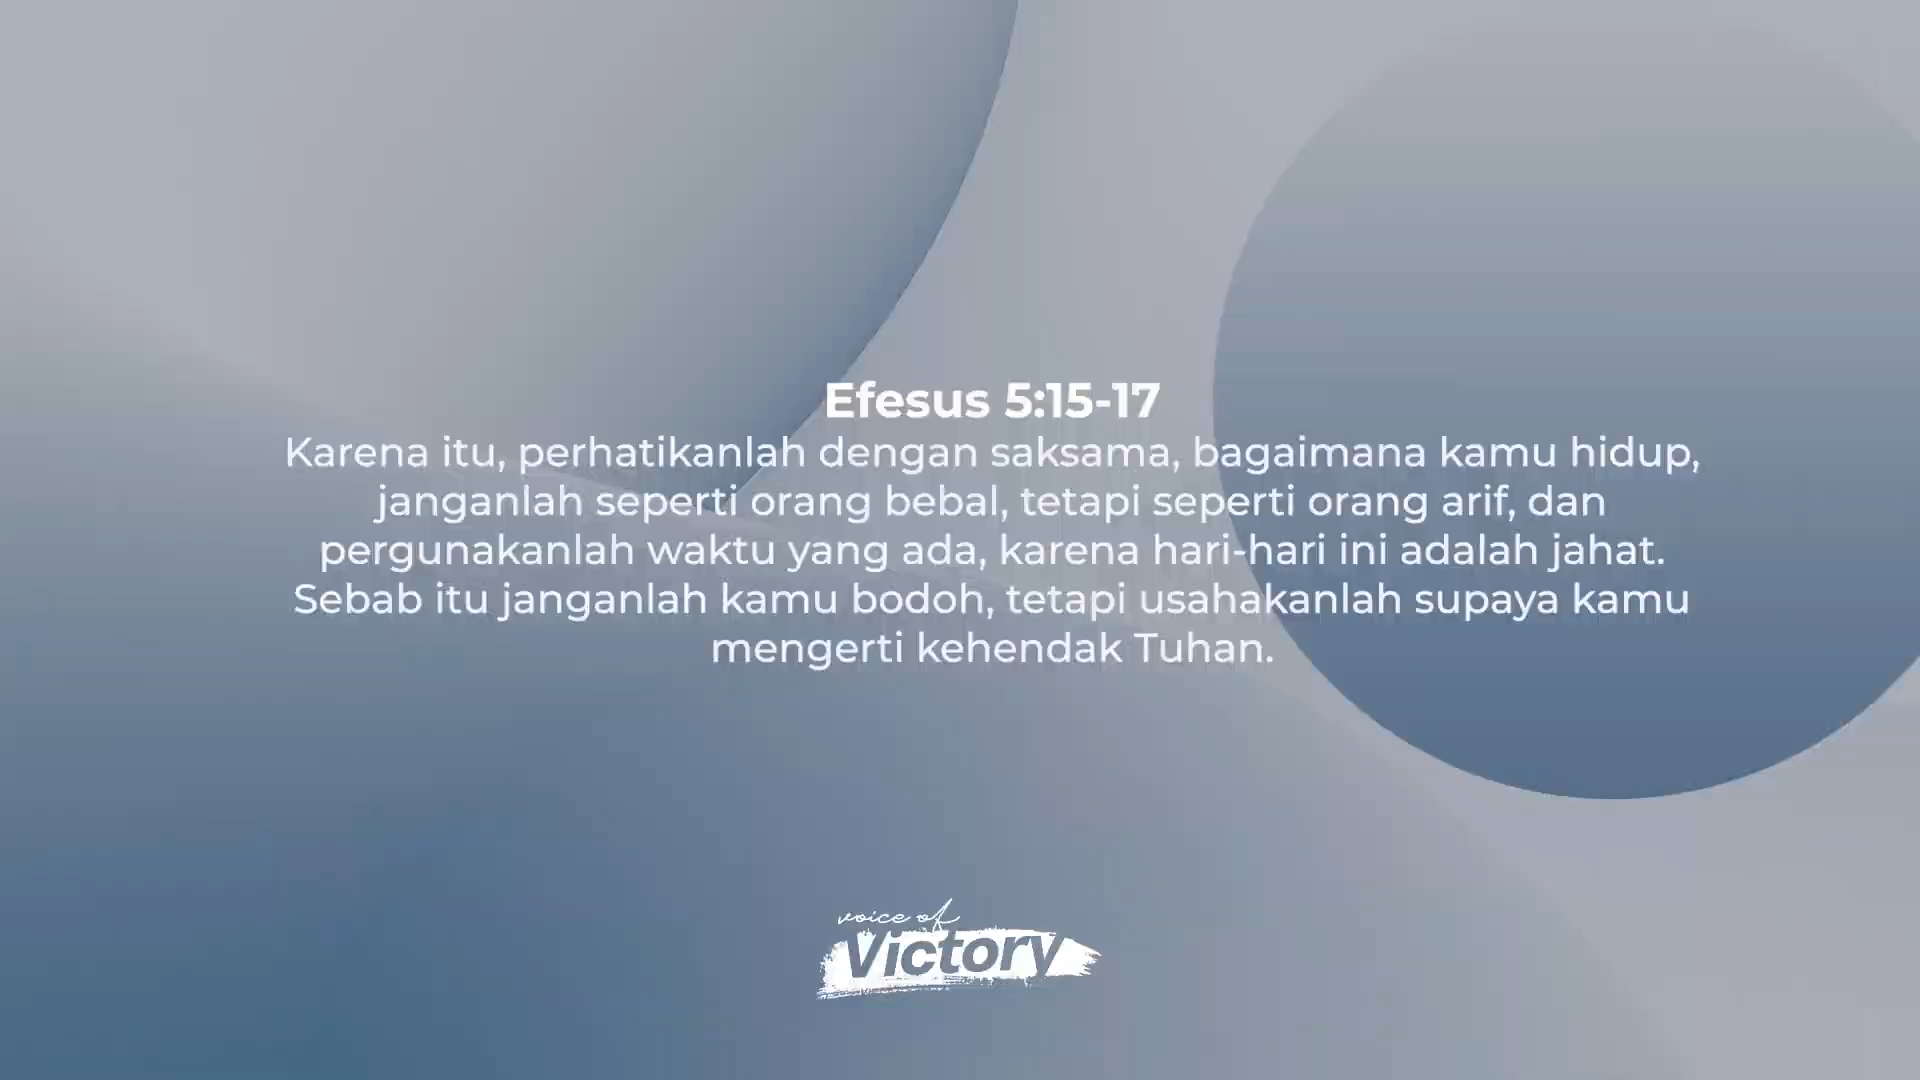 Efesus 5:15-17
Karena itu, perhatikanlah dengan saksama, bagaimana kamu hidup,
janganlah seperti orang bebal, tetapi seperti orang arif, dan
pergunakanlah waktu yang ada, karena hari-hari ini adalah jahat.
Sebab itu janganlah kamu bodoh, tetapi usahakanlah supaya kamu
mengerti kehendak Tuhan.
voice of
Victory